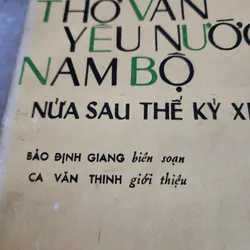 THƠ VĂN
YÊU NƯỚC
NAM BỘ
NỬA SAU THẾ KỶ
BẢO ĐỊNH GIANG biên soạn
CA VĂN THỈNH giới thiệu